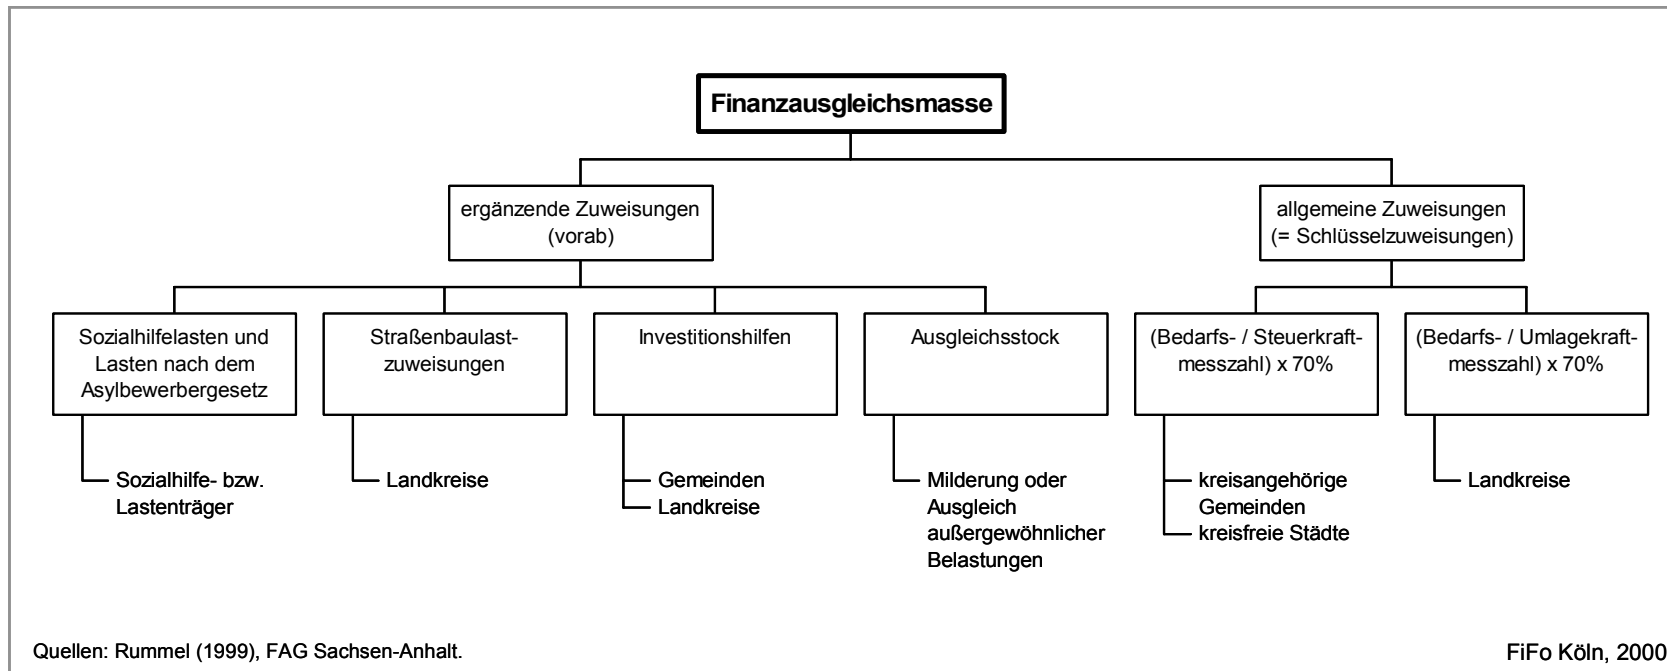 Finanzausgleichsmasse
ergänzende Zuweisungen
(vorab)
allgemeine Zuweisungen
(= Schlüsselzuweisungen)
Sozialhilfelasten und
Lasten nach dem
Asylbewerbergesetz
Straßenbaulast-
zuweisungen
Investitionshilfen
Ausgleichsstock
(Bedarfs- / Steuerkraft-
messzahl) x 70%
(Bedarfs- / Umlagekraft-
messzahl) x 70%
Sozialhilfe- bzw.
Lastenträger
Landkreise
Gemeinden
Landkreise
Milderung oder
Ausgleich
außergewöhnlicher
Belastungen
kreisangehörige
Gemeinden
kreisfreie Städte
Landkreise
Quellen: Rummel (1999), FAG Sachsen-Anhalt.
FiFo Köln, 2000